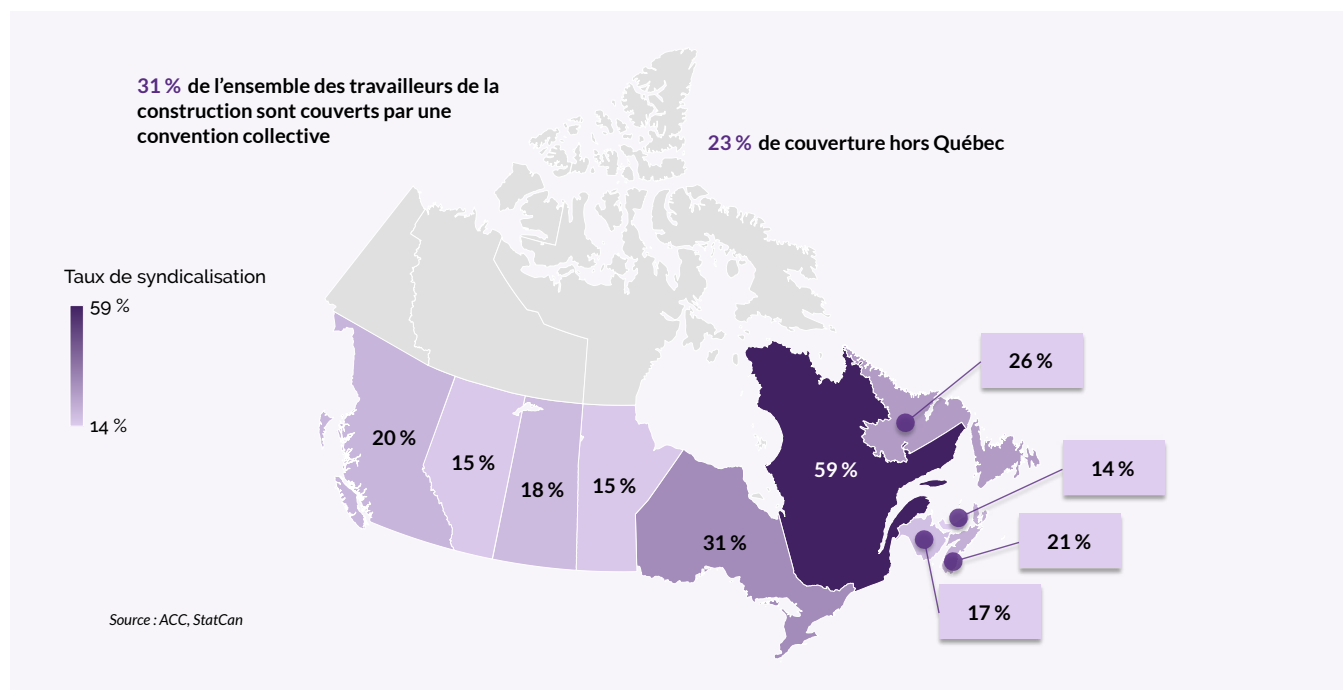 31 % de l’ensemble des travailleurs de la
construction sont couverts par une
convention collective
23 % de couverture hors Québec
Taux de syndicalisation
59 %
14 %
26 %
20 %
15 %
18 %
15 %
59 %
14 %
31 %
21 %
17 %
Source : ACC, StatCan